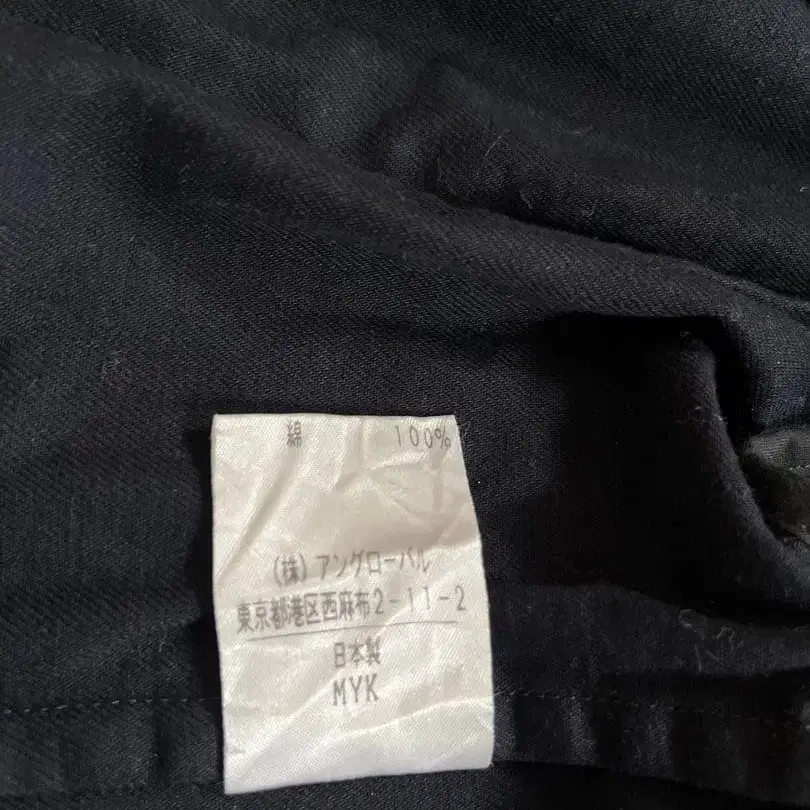 綿 100%
(株)アングローバル
東京都港区西麻布2-11-2
日本製
MYK